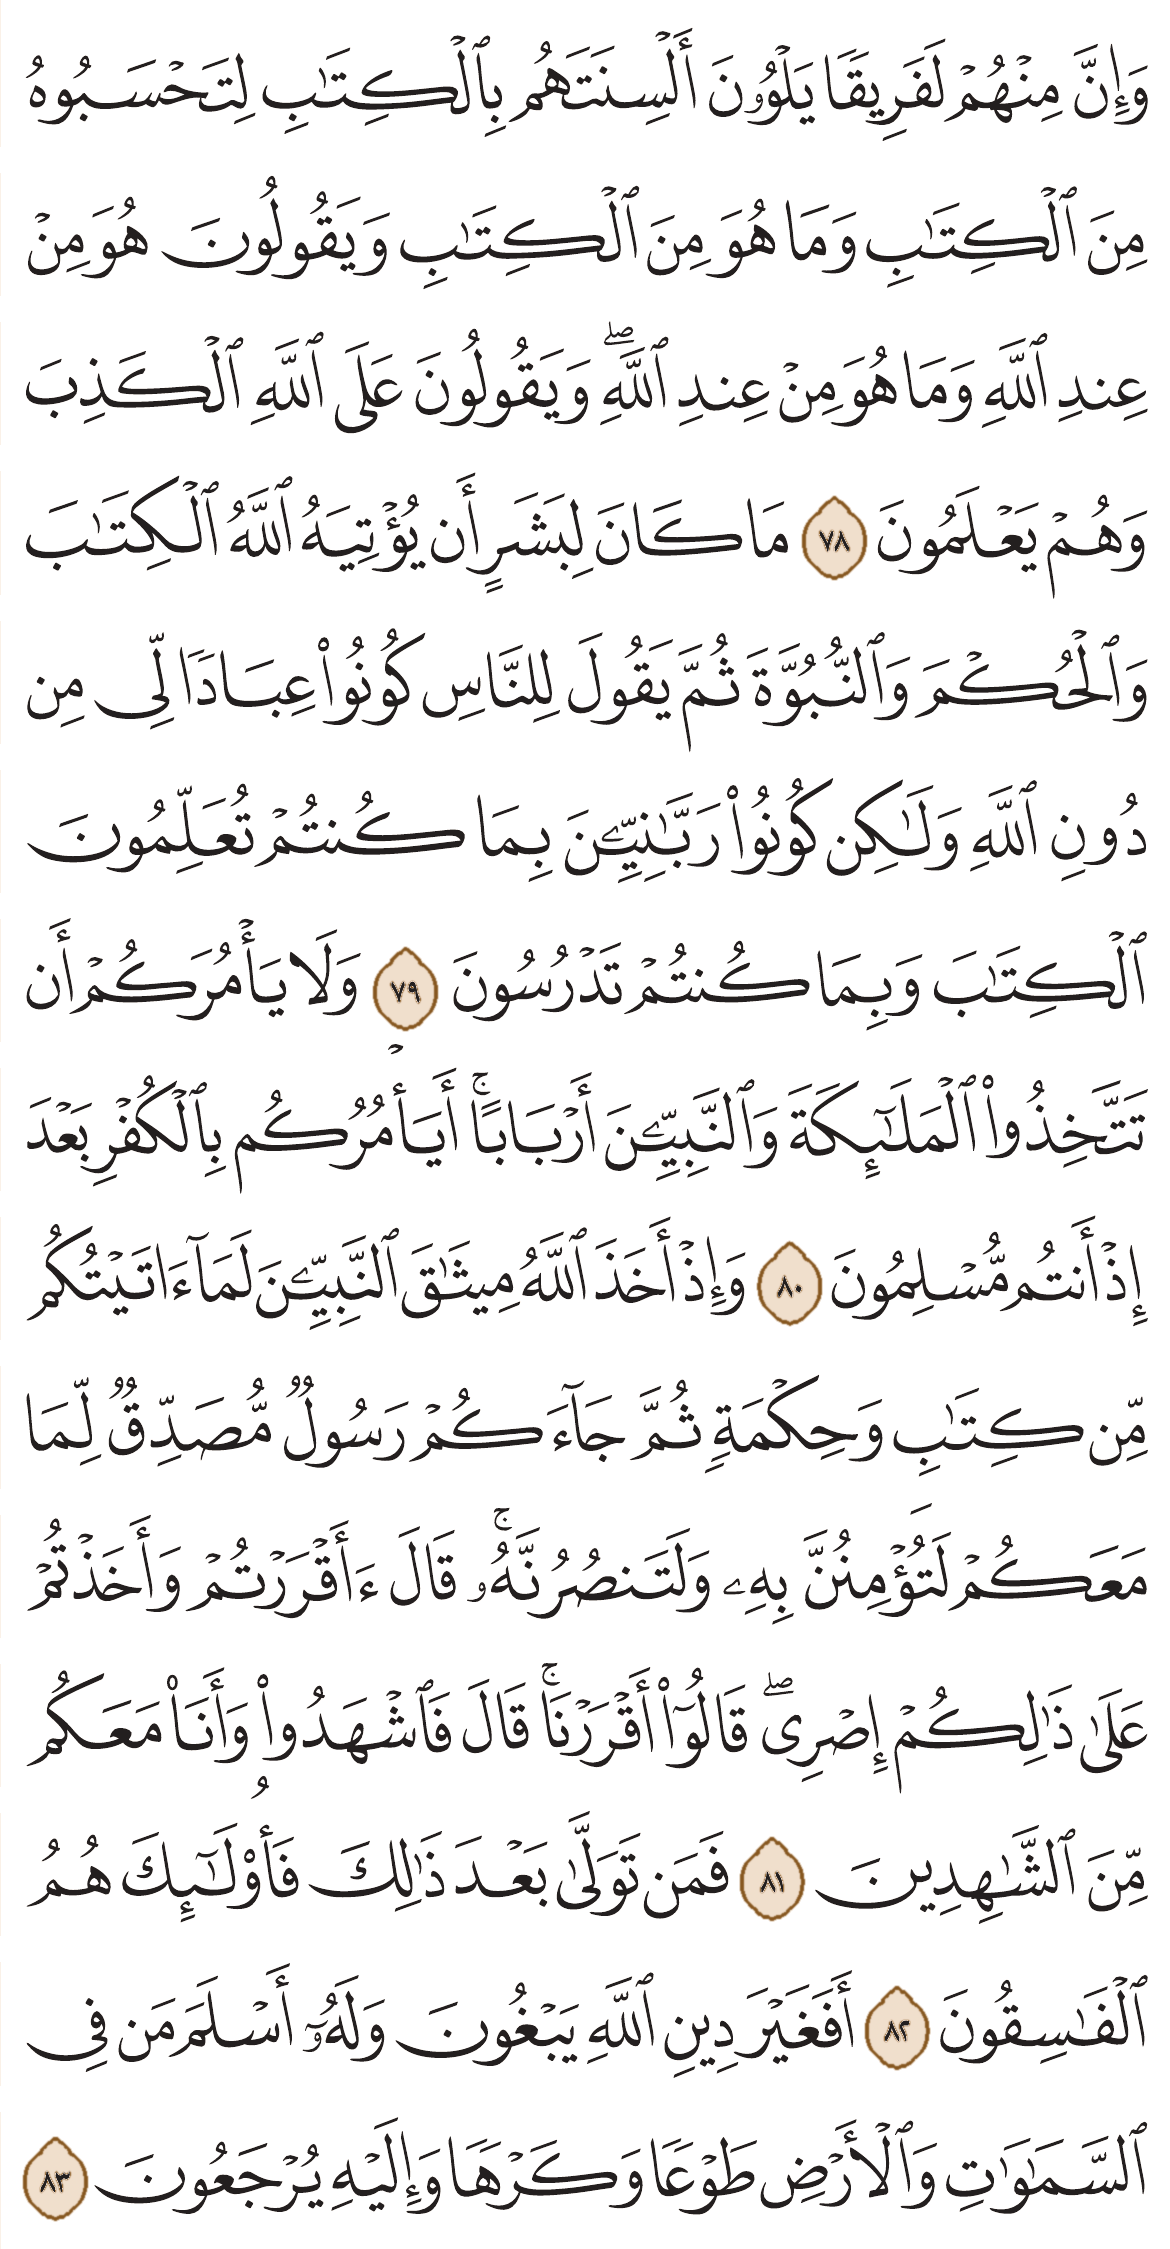 وَإِنَّ مِنْهُمْ لَفَرِيقًا يَلْوُۥنَ أَلْسِنَتَهُم بِٱلْكِتَٰبِ لِتَحْسَبُوهُ
مِنَ ٱلْكِتَٰبِ وَمَا هُوَ مِنَ ٱلْكِتَٰبِ وَيَقُولُونَ هُوَ مِنْ
عِندِ ٱللَّهِ وَمَا هُوَ مِنْ عِندِ ٱللَّهِۖ وَيَقُولُونَ عَلَى ٱللَّهِ ٱلْكَذِبَ
وَهُمْ يَعْلَمُونَ ٧٨ مَا كَانَ لِبَشَرٍ أَن يُؤْتِيَهُ ٱللَّهُ ٱلْكِتَٰبَ
وَٱلْحُكْمَ وَٱلنُّبُوَّةَ ثُمَّ يَقُولَ لِلنَّاسِ كُونُوا۟ عِبَادًا لِّى مِن
دُونِ ٱللَّهِ وَلَٰكِن كُونُوا۟ رَبَّٰنِيِّۦنَ بِمَا كُنتُمْ تُعَلِّمُونَ
ٱلْكِتَٰبَ وَبِمَا كُنتُمْ تَدْرُسُونَ ٧٩ وَلَا يَأْمُرَكُمْ أَن
تَتَّخِذُوا۟ ٱلْمَلَٰٓئِكَةَ وَٱلنَّبِيِّۦنَ أَرْبَابًاۚ أَيَأْمُرُكُم بِٱلْكُفْرِ بَعْدَ
إِذْ أَنتُم مُّسْلِمُونَ ٨٠ وَإِذْ أَخَذَ ٱللَّهُ مِيثَٰقَ ٱلنَّبِيِّۦنَ لَمَآ ءَاتَيْتُكُم
مِّن كِتَٰبٍ وَحِكْمَةٍ ثُمَّ جَآءَكُمْ رَسُولٌ مُّصَدِّقٌ لِّمَا
مَعَكُمْ لَتُؤْمِنُنَّ بِهِۦ وَلَتَنصُرُنَّهُۥۚ قَالَ ءَأَقْرَرْتُمْ وَأَخَذْتُمْ
عَلَىٰ ذَٰلِكُمْ إِصْرِىۖ قَالُوٓا۟ أَقْرَرْنَاۚ قَالَ فَٱشْهَدُوا۟ وَأَنَا۠ مَعَكُم
مِّنَ ٱلشَّٰهِدِينَ ٨١ فَمَن تَوَلَّىٰ بَعْدَ ذَٰلِكَ فَأُو۟لَٰٓئِكَ هُمُ
ٱلْفَٰسِقُونَ ٨٢ أَفَغَيْرَ دِينِ ٱللَّهِ يَبْغُونَ وَلَهُۥٓ أَسْلَمَ مَن فِى
ٱلسَّمَٰوَٰتِ وَٱلْأَرْضِ طَوْعًا وَكَرْهًا وَإِلَيْهِ يُرْجَعُونَ ٨٣